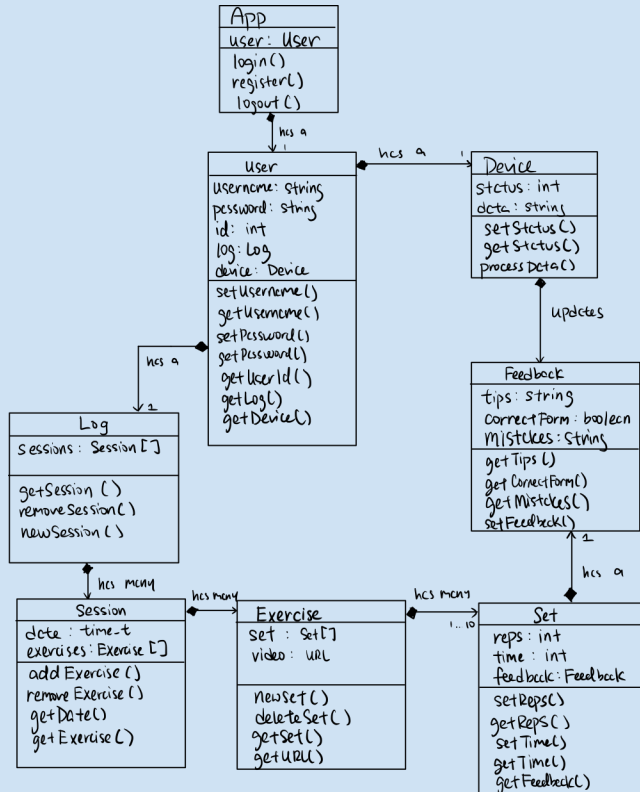 App
user: User
login()
register()
logout()
has a
1
User
username: string
password: string
id: int
log: Log
device: Device
setUsername()
getUsername()
setPassword()
getPassword()
getUserId()
getLog()
getDevice()
has a
1
Device
status: int
data: string
setStatus()
getStatus()
processData()
updates
Feedback
tips: string
correctForm: boolean
mistakes: string
getTips()
getCorrectForm()
getMistakes()
setFeedback()
has a
1
Log
sessions: Session[]
getSession()
removeSession()
newSession()
has many
Session
date: time-t
exercises: Exercise[]
addExercise()
removeExercise()
getDate()
getExercise()
has many
Exercise
set: Set[]
video: URL
newSet()
deleteSet()
getSet()
getURL()
has many
1..10
Set
reps: int
time: int
feedback: Feedback
setReps()
getReps()
setTime()
getTime()
getFeedback()
1
has a